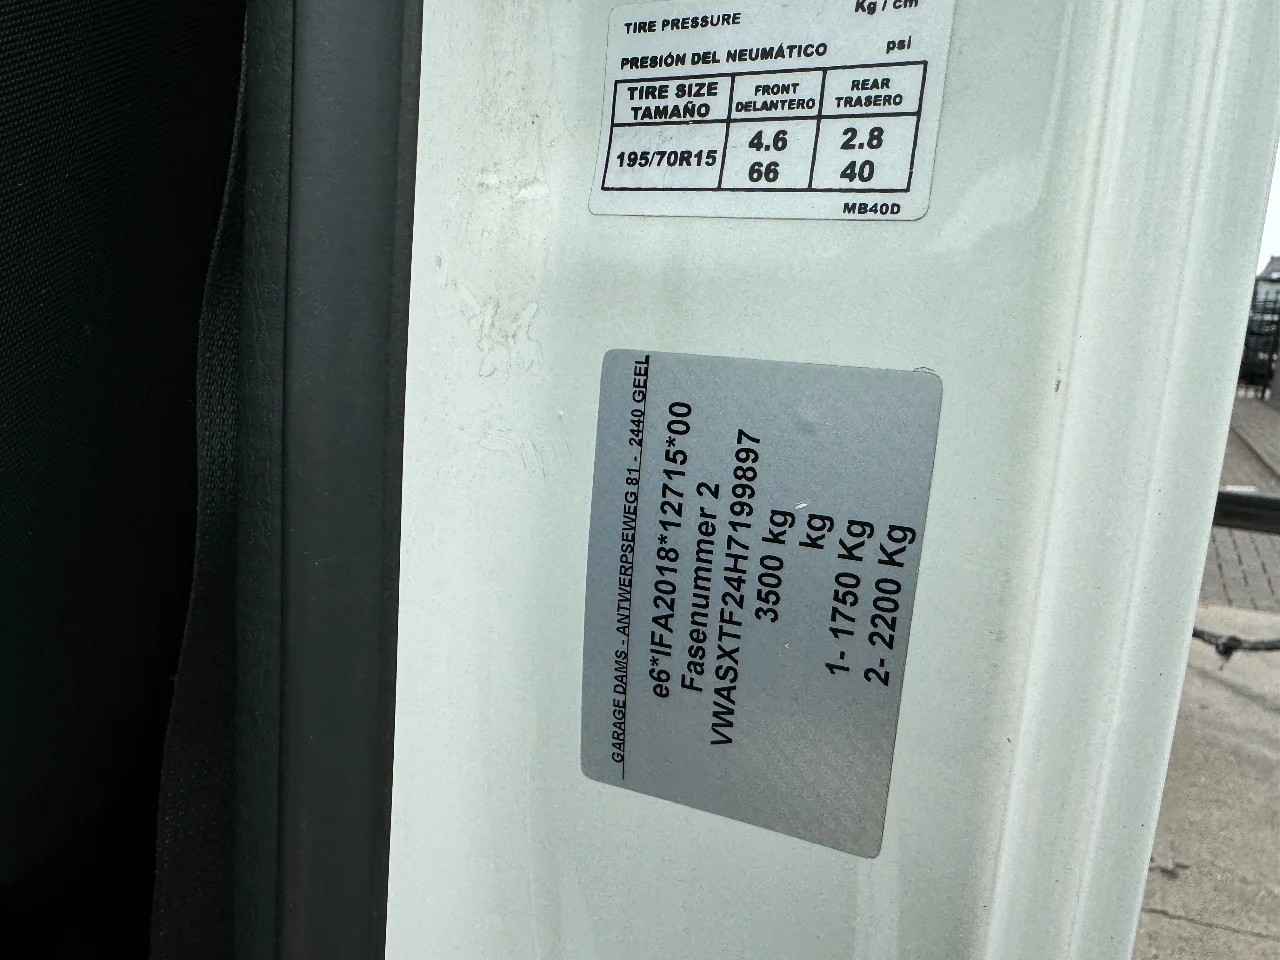 TIRE PRESSURE Kg / cm
PRESIÓN DEL NEUMÁTICO psi
TIRE SIZE FRONT REAR
TAMAÑO DELANTERO TRASERO
195/70R15 4.6 2.8
66 40
MB40D
GARAGE DAMS - ANTWERPSEWEG 81 - 2440 GEEL
e6*IFA2018*12715*00
Fasenummer 2
VWASXTF24H7199897
3500 kg
kg
1- 1750 Kg
2- 2200 Kg